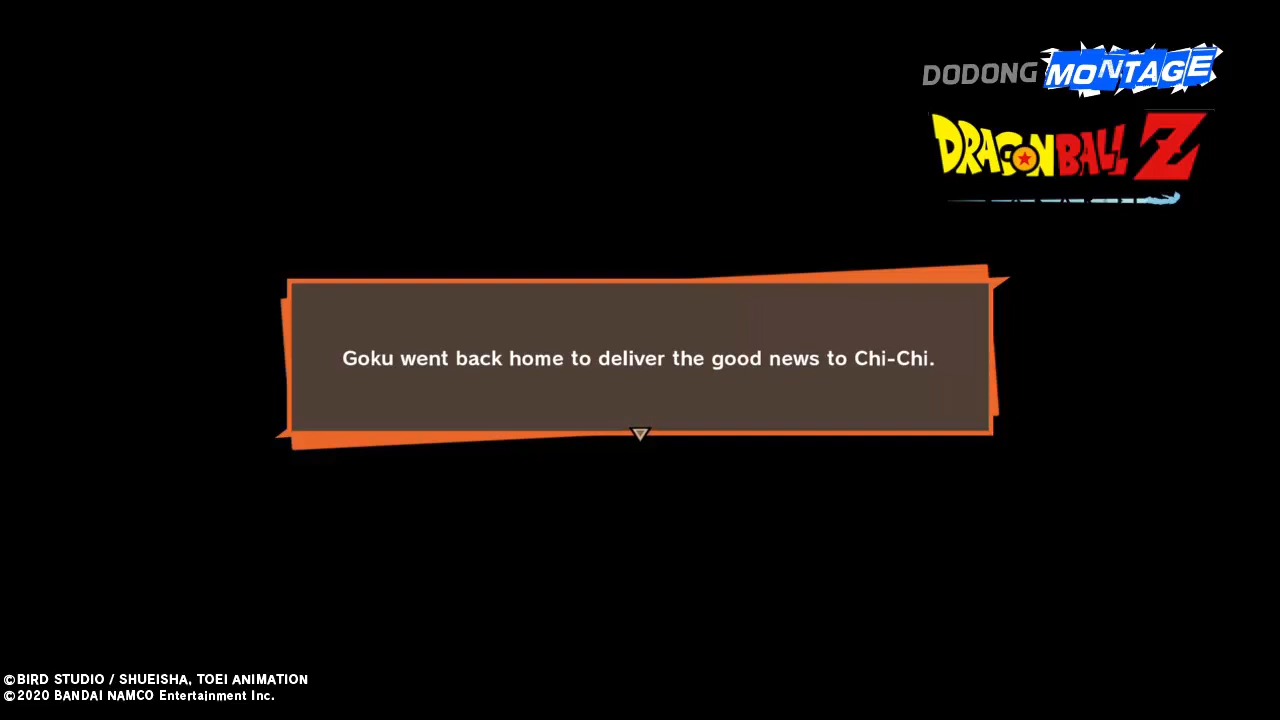 DODONG MONTAGE
DRAGON BALL Z
Goku went back home to deliver the good news to Chi-Chi.
©BIRD STUDIO / SHUEISHA, TOEI ANIMATION
©2020 BANDAI NAMCO Entertainment Inc.